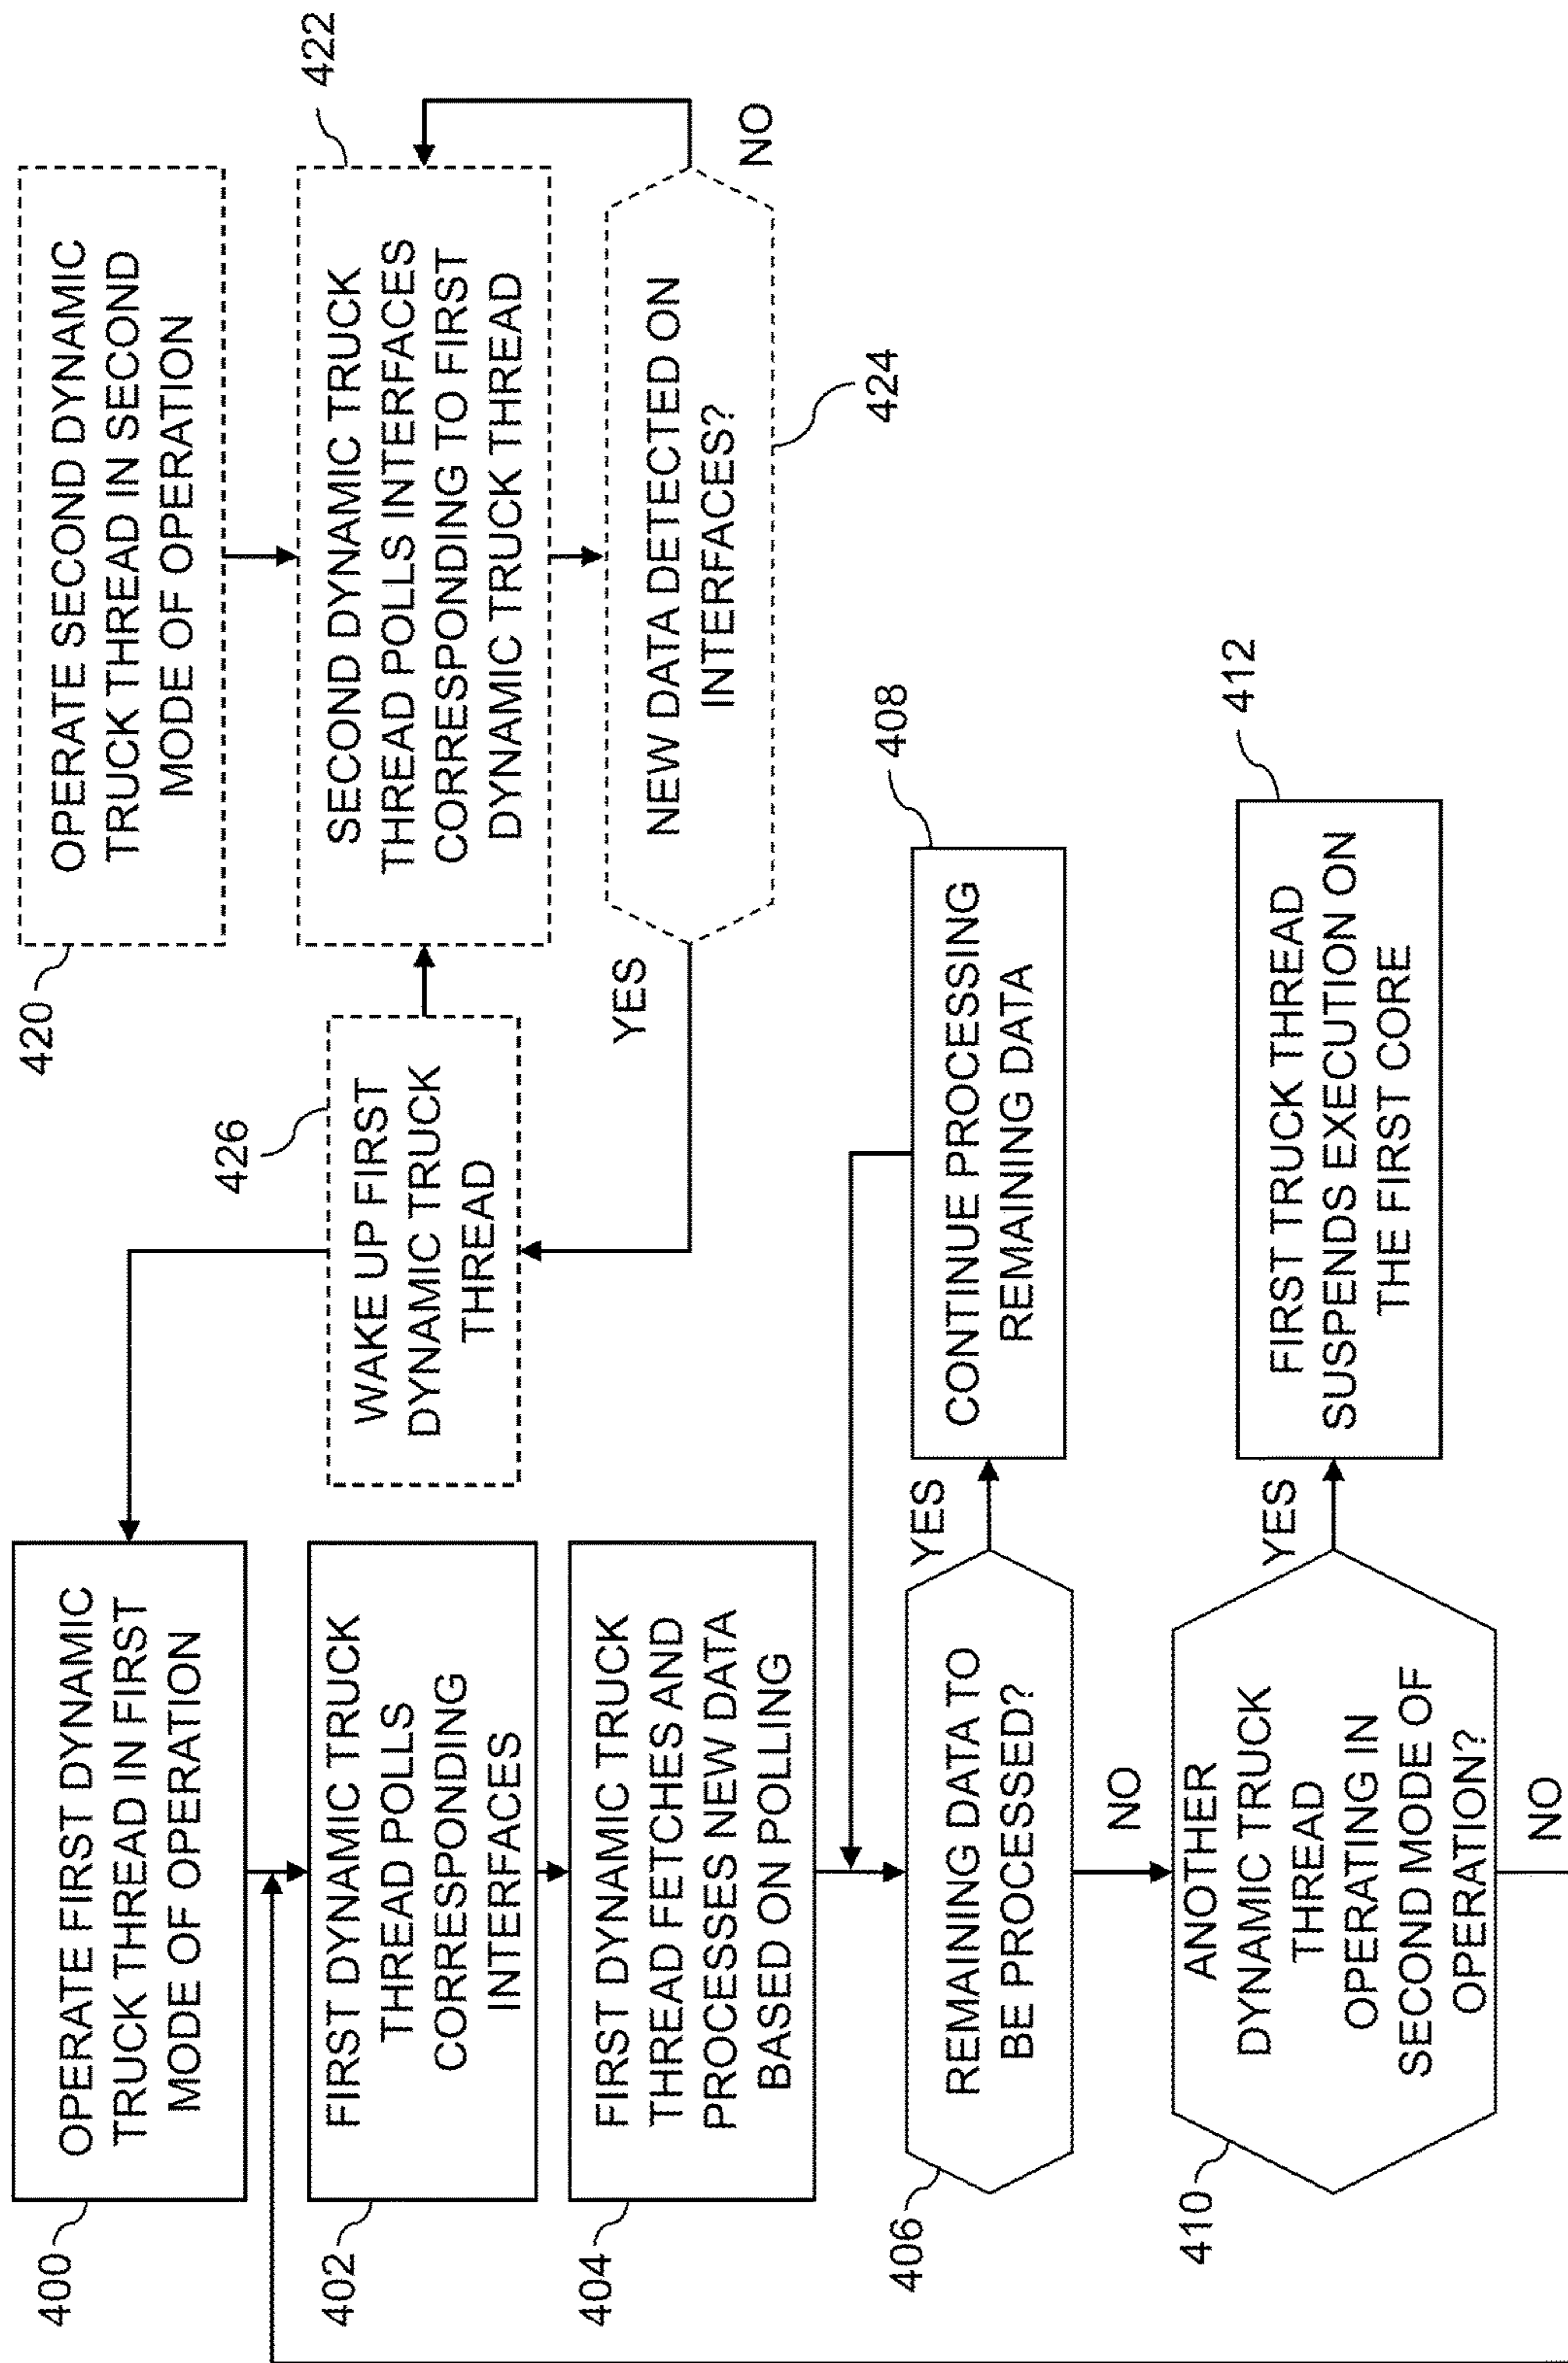 400
OPERATE FIRST DYNAMIC
TRUCK THREAD IN FIRST
MODE OF OPERATION
402
FIRST DYNAMIC TRUCK
THREAD POLLS
CORRESPONDING
INTERFACES
404
FIRST DYNAMIC TRUCK
THREAD FETCHES AND
PROCESSES NEW DATA
BASED ON POLLING
406
REMAINING DATA TO
BE PROCESSED?
YES
NO
408
CONTINUE PROCESSING
REMAINING DATA
410
ANOTHER
DYNAMIC TRUCK
THREAD
OPERATING IN
SECOND MODE OF
OPERATION?
YES
NO
412
FIRST TRUCK THREAD
SUSPENDS EXECUTION ON
THE FIRST CORE
420
OPERATE SECOND DYNAMIC
TRUCK THREAD IN SECOND
MODE OF OPERATION
422
SECOND DYNAMIC TRUCK
THREAD POLLS INTERFACES
CORRESPONDING TO FIRST
DYNAMIC TRUCK THREAD
424
NEW DATA DETECTED ON
INTERFACES?
YES
NO
426
WAKE UP FIRST
DYNAMIC TRUCK
THREAD